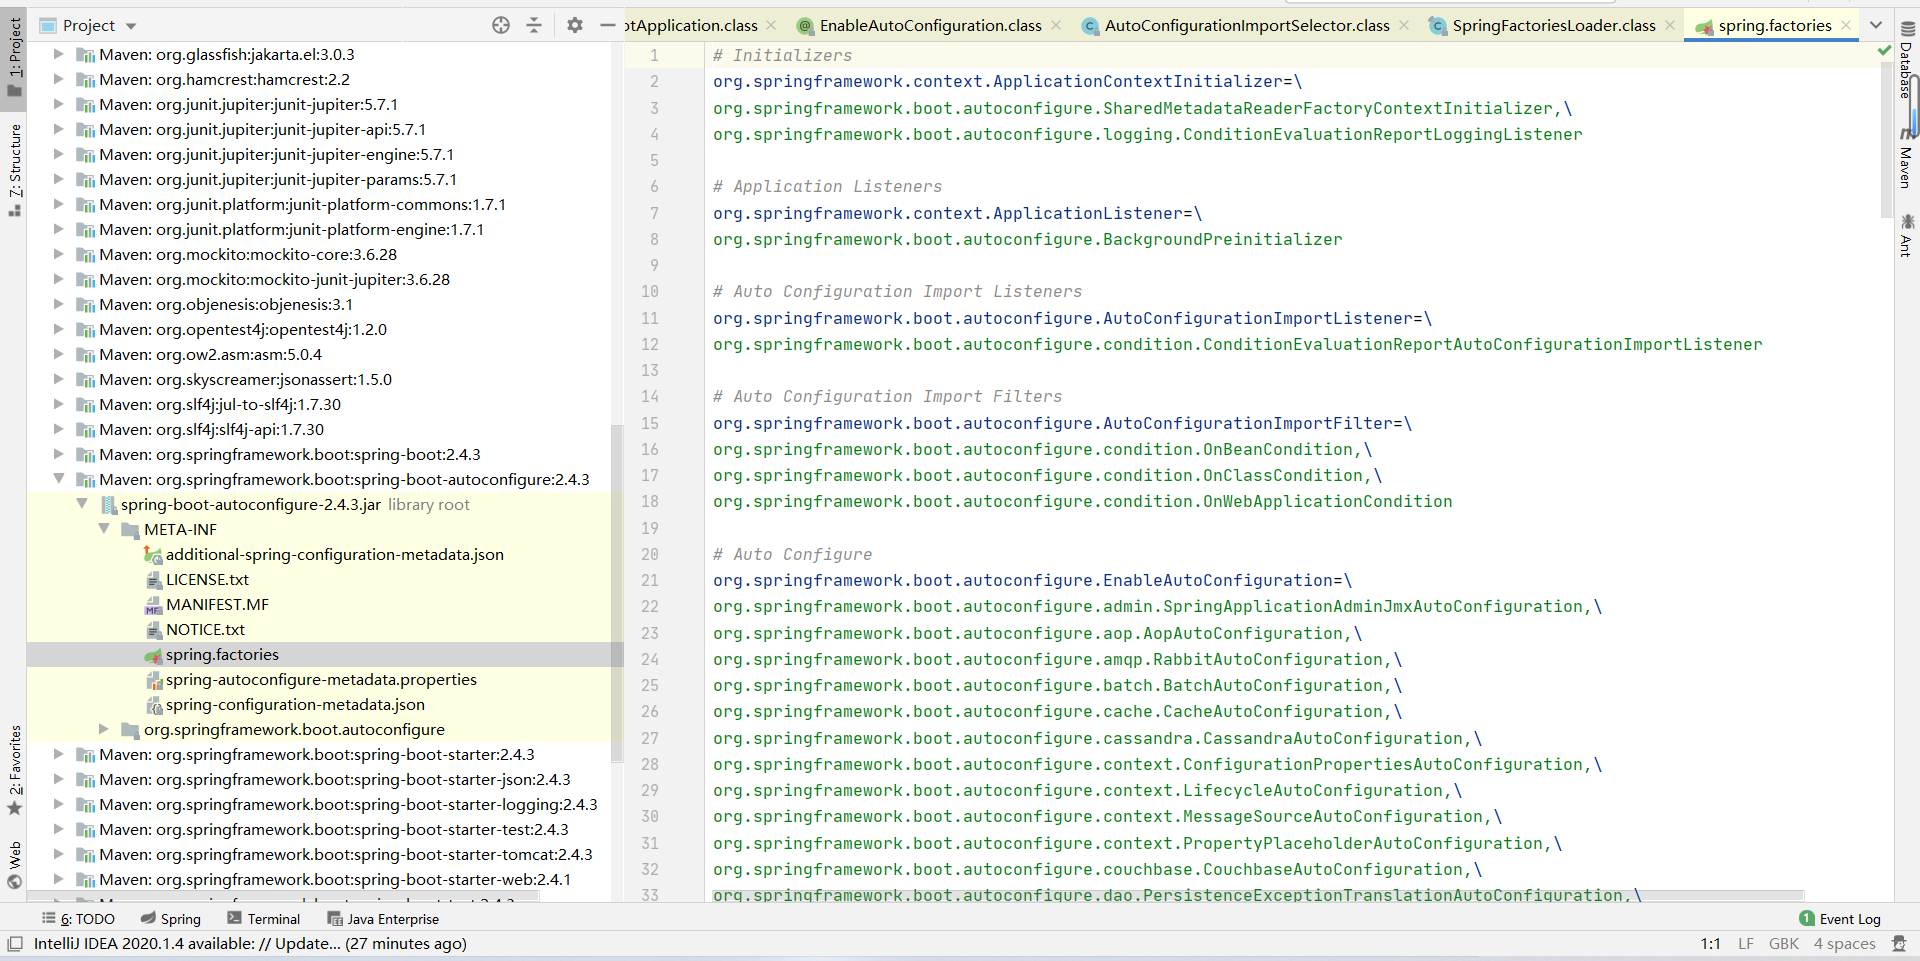 Project
otApplication.class
EnableAutoConfiguration.class
AutoConfigurationImportSelector.class
SpringFactoriesLoader.class
spring.factories
1: Project
7: Structure
2: Favorites
Web
Maven: org.glassfish:jakarta.el:3.0.3
Maven: org.hamcrest:hamcrest:2.2
Maven: org.junit.jupiter:junit-jupiter:5.7.1
Maven: org.junit.jupiter:junit-jupiter-api:5.7.1
Maven: org.junit.jupiter:junit-jupiter-engine:5.7.1
Maven: org.junit.jupiter:junit-jupiter-params:5.7.1
Maven: org.junit.platform:junit-platform-commons:1.7.1
Maven: org.junit.platform:junit-platform-engine:1.7.1
Maven: org.mockito:mockito-core:3.6.28
Maven: org.mockito:mockito-junit-jupiter:3.6.28
Maven: org.objenesis:objenesis:3.1
Maven: org.opentest4j:opentest4j:1.2.0
Maven: org.ow2.asm:asm:5.0.4
Maven: org.skyscreamer:jsonassert:1.5.0
Maven: org.slf4j:jul-to-slf4j:1.7.30
Maven: org.slf4j:slf4j-api:1.7.30
Maven: org.springframework.boot:spring-boot:2.4.3
Maven: org.springframework.boot:spring-boot-autoconfigure:2.4.3
spring-boot-autoconfigure-2.4.3.jar library root
META-INF
additional-spring-configuration-metadata.json
LICENSE.txt
MANIFEST.MF
NOTICE.txt
spring.factories
spring-autoconfigure-metadata.properties
spring-configuration-metadata.json
org.springframework.boot.autoconfigure
Maven: org.springframework.boot:spring-boot-starter:2.4.3
Maven: org.springframework.boot:spring-boot-starter-json:2.4.3
Maven: org.springframework.boot:spring-boot-starter-logging:2.4.3
Maven: org.springframework.boot:spring-boot-starter-test:2.4.3
Maven: org.springframework.boot:spring-boot-starter-tomcat:2.4.3
Maven: org.springframework.boot:spring-boot-starter-web:2.4.1
1 # Initializers
2 org.springframework.context.ApplicationContextInitializer=\
3 org.springframework.boot.autoconfigure.SharedMetadataReaderFactoryContextInitializer,\
4 org.springframework.boot.autoconfigure.logging.ConditionEvaluationReportLoggingListener
5
6 # Application Listeners
7 org.springframework.context.ApplicationListener=\
8 org.springframework.boot.autoconfigure.BackgroundPreinitializer
9
10 # Auto Configuration Import Listeners
11 org.springframework.boot.autoconfigure.AutoConfigurationImportListener=\
12 org.springframework.boot.autoconfigure.condition.ConditionEvaluationReportAutoConfigurationImportListener
13
14 # Auto Configuration Import Filters
15 org.springframework.boot.autoconfigure.AutoConfigurationImportFilter=\
16 org.springframework.boot.autoconfigure.condition.OnBeanCondition,\
17 org.springframework.boot.autoconfigure.condition.OnClassCondition,\
18 org.springframework.boot.autoconfigure.condition.OnWebApplicationCondition
19
20 # Auto Configure
21 org.springframework.boot.autoconfigure.EnableAutoConfiguration=\
22 org.springframework.boot.autoconfigure.admin.SpringApplicationAdminJmxAutoConfiguration,\
23 org.springframework.boot.autoconfigure.aop.AopAutoConfiguration,\
24 org.springframework.boot.autoconfigure.amqp.RabbitAutoConfiguration,\
25 org.springframework.boot.autoconfigure.batch.BatchAutoConfiguration,\
26 org.springframework.boot.autoconfigure.cache.CacheAutoConfiguration,\
27 org.springframework.boot.autoconfigure.cassandra.CassandraAutoConfiguration,\
28 org.springframework.boot.autoconfigure.context.ConfigurationPropertiesAutoConfiguration,\
29 org.springframework.boot.autoconfigure.context.LifecycleAutoConfiguration,\
30 org.springframework.boot.autoconfigure.context.MessageSourceAutoConfiguration,\
31 org.springframework.boot.autoconfigure.context.PropertyPlaceholderAutoConfiguration,\
32 org.springframework.boot.autoconfigure.couchbase.CouchbaseAutoConfiguration,\
33 org.springframework.boot.autoconfigure.dao.PersistenceExceptionTranslationAutoConfiguration,\
Database
Maven
Ant
6: TODO
Spring
Terminal
Java Enterprise
1 Event Log
IntelliJ IDEA 2020.1.4 available: // Update... (27 minutes ago)
1:1 LF GBK 4 spaces